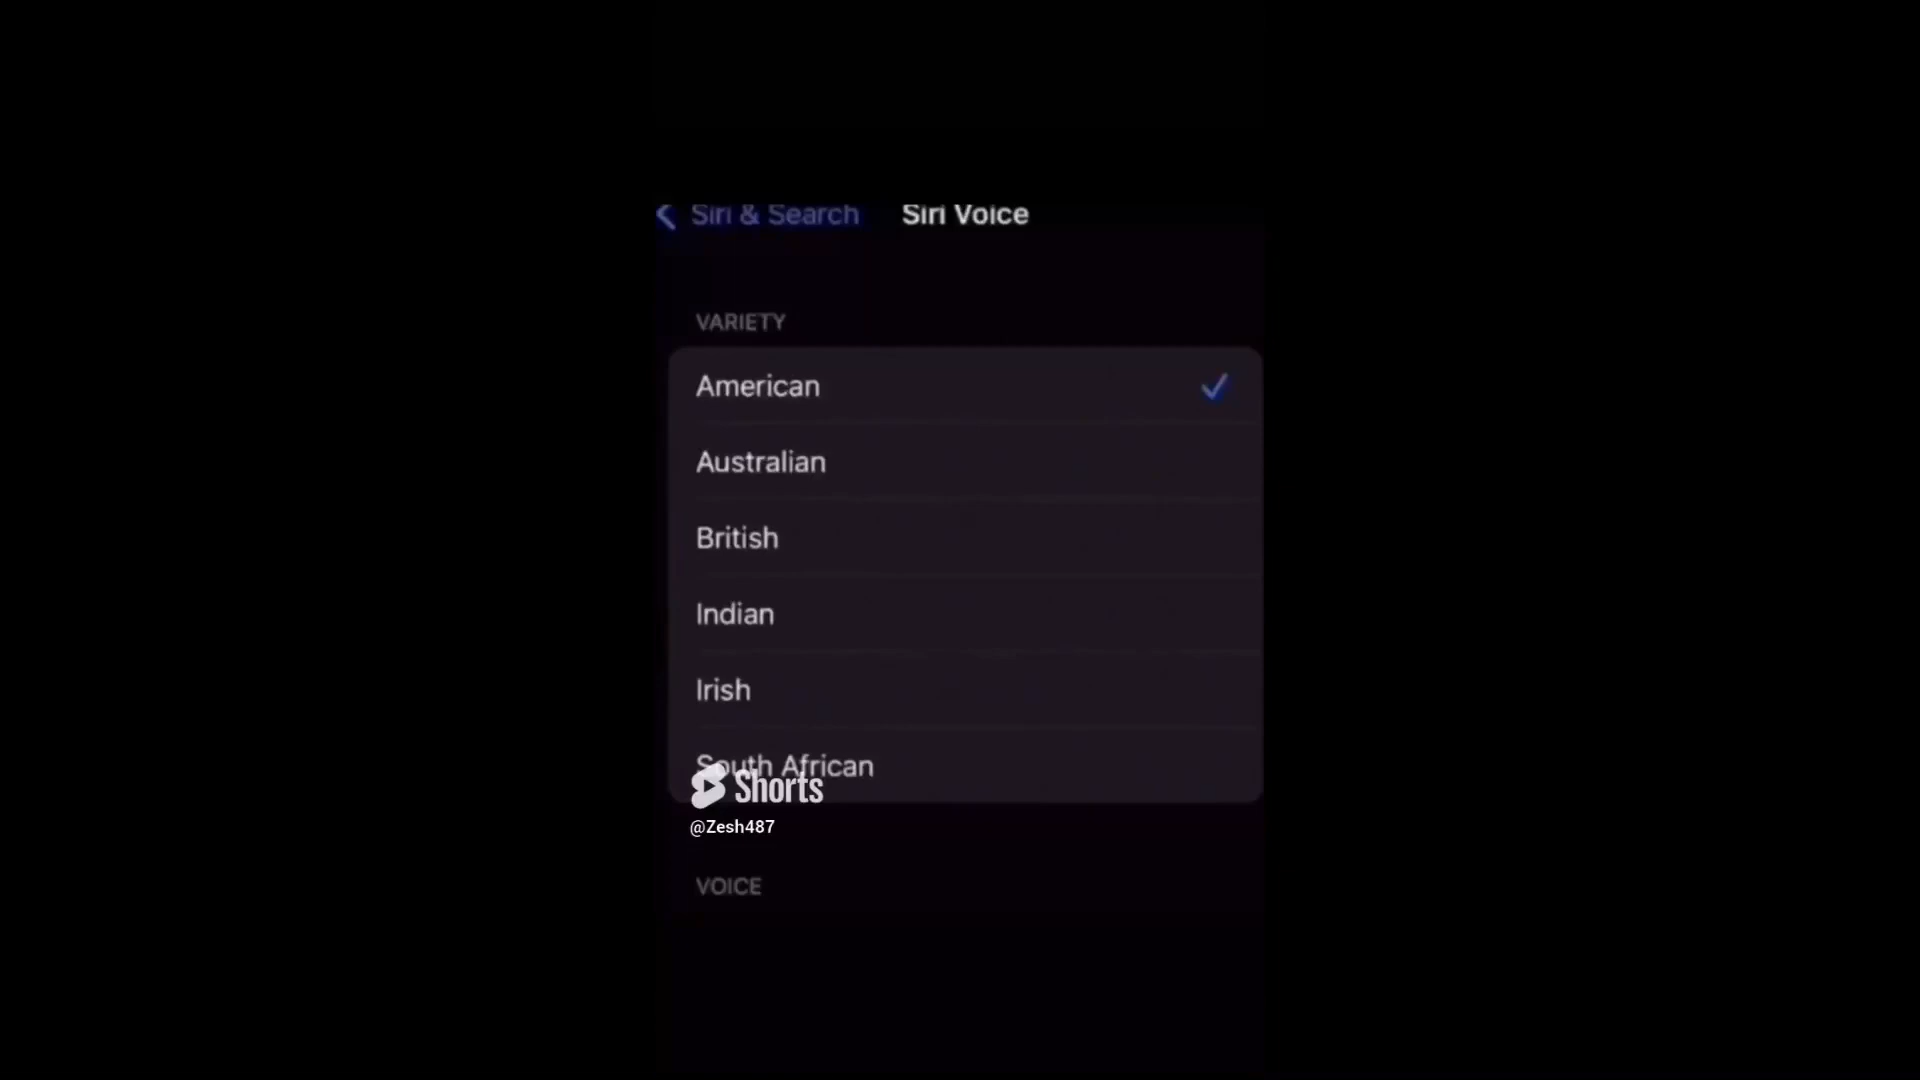 Siri & Search Siri Voice
VARIETY
American
Australian
British
Indian
Irish
South African
Shorts
@Zesh487
VOICE